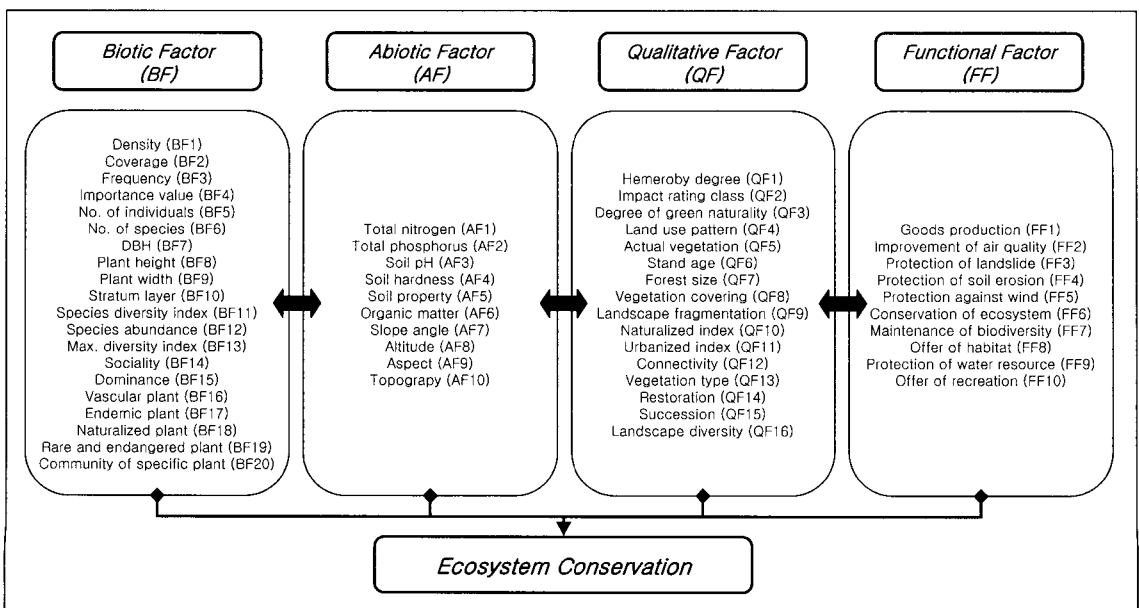 Biotic Factor
(BF)
Abiotic Factor
(AF)
Qualitative Factor
(QF)
Functional Factor
(FF)
Density (BF1)
Coverage (BF2)
Frequency (BF3)
Importance value (BF4)
No. of individuals (BF5)
No. of species (BF6)
DBH (BF7)
Plant height (BF8)
Plant width (BF9)
Stratum layer (BF10)
Species diversity index (BF11)
Species abundance (BF12)
Max. diversity index (BF13)
Sociality (BF14)
Dominance (BF15)
Vascular plant (BF16)
Endemic plant (BF17)
Naturalized plant (BF18)
Rare and endangered plant (BF19)
Community of specific plant (BF20)
Total nitrogen (AF1)
Total phosphorus (AF2)
Soil pH (AF3)
Soil hardness (AF4)
Soil property (AF5)
Organic matter (AF6)
Slope angle (AF7)
Altitude (AF8)
Aspect (AF9)
Topograpy (AF10)
Hemeroby degree (QF1)
Impact rating class (QF2)
Degree of green naturality (QF3)
Land use pattern (QF4)
Actual vegetation (QF5)
Stand age (QF6)
Forest size (QF7)
Vegetation covering (QF8)
Landscape fragmentation (QF9)
Naturalized index (QF10)
Urbanized index (QF11)
Connectivity (QF12)
Vegetation type (QF13)
Restoration (QF14)
Succession (QF15)
Landscape diversity (QF16)
Goods production (FF1)
Improvement of air quality (FF2)
Protection of landslide (FF3)
Protection of soil erosion (FF4)
Protection against wind (FF5)
Conservation of ecosystem (FF6)
Maintenance of biodiversity (FF7)
Offer of habitat (FF8)
Protection of water resource (FF9)
Offer of recreation (FF10)
Ecosystem Conservation